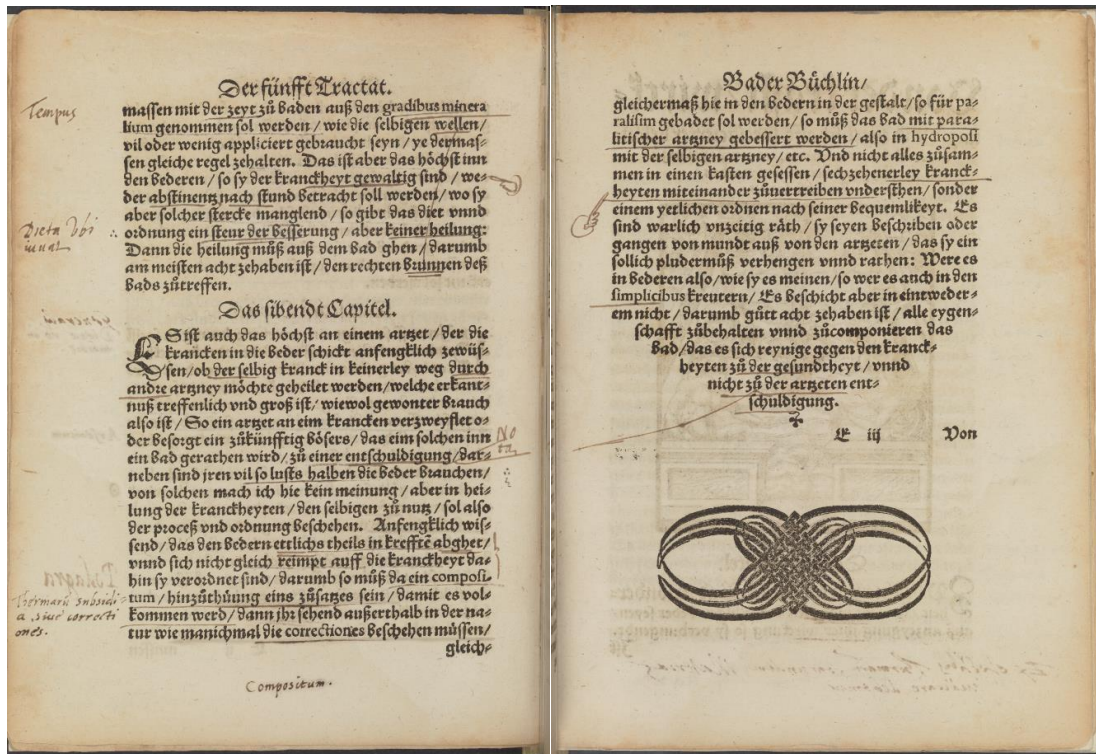 Der fünfft Tractat.
Tempus
massen mit der zeyt zů baden auß den gradibus minera
lium genommen sol werden / wie die selbigen wellen /
vil oder wenig appliciert gebraucht seyn / ye dermas-
sen gleiche regel zehalten. Das ist aber das höchst inn
den bederen / so sy der kranckheyt gewaltig sind / we-
der abstinentz nach stund betracht soll werden / wo sy
aber solcher stercke manglend / so gibt das diet vnnd
Dieta vbi
iuuat
ordnung ein steur der besserung / aber keiner heilung:
Dann die heilung můß auß dem bad ghen / darumb
am meisten acht zehaben ist / den rechten brunnen deß
bads zůtreffen.
Das sibendt Capitel.
ES ist auch das höchst an einem artzet / der die
krancken in die beder schickt anfengklich zewüs-
sen / ob der selbig kranck in keinerley weg durch
andre artzney möchte geheilet werden / welche erkant-
nuß treffenlich vnd groß ist / wiewol gewonter brauch
also ist / So ein artzet an eim krancken verzweyflet o-
der besorgt ein zůkünfftig bösers / das eim solchen inn
No
ta
ein bad gerathen wird / zů einer entschuldigung / dar-
neben sind jren vil so lusts halben die beder brauchen /
von solchen mach ich hie kein meinung / aber in hei-
lung der kranckheyten / den selbigen zů nutz / sol also
der proceß vnd ordnung beschehen. Anfengklich wis-
send / das den bedern ettlichs theils in krefftē abghet /
vnnd sich nicht gleich reimpt auff die kranckheyt da-
hin sy verordnet sind / darumb so můß da ein composi-
tum / hinzůthůung eins zůsatzes sein / damit es vol-
Thermarū subsidi
a siue correcti
ones.
kommen werd / dann jhr sehend außerthalb in der na-
tur wie manichmal die correctiones beschehen müssen /
gleich-
Compositum.
Bader Büchlin /
gleichermaß hie in den bedern in der gestalt / so für pa-
ralisim gebadet sol werden / so můß das bad mit para-
litischer artzney gebessert werden / also in hydroposi
mit der selbigen artzney / etc. Vnd nicht alles zůsam-
men in einen kasten gesessen / sechzehenerley kranck-
heyten miteinander zůuertreiben vndersthen / sonder
einem yetlichen ordnen nach seiner bequemlikeyt. Es
sind warlich vnzeitig räth / sy seyen beschriben oder
gangen von mundt auß von den artzeten / das sy ein
sollich pludermůß verhengen vnnd rathen: Were es
in bederen also / wie sy es meinen / so wer es auch in den
simplicibus kreutern / Es beschicht aber in eintweder-
em nicht / darumb gůtt acht zehaben ist / alle eygen-
schafft zůbehalten vnnd zůcomponieren das
bad / das es sich reynige gegen den kranck-
heyten zů der gesundtheyt / vnnd
nicht zů der artzeten ent-
schuldigung.
E iij Von